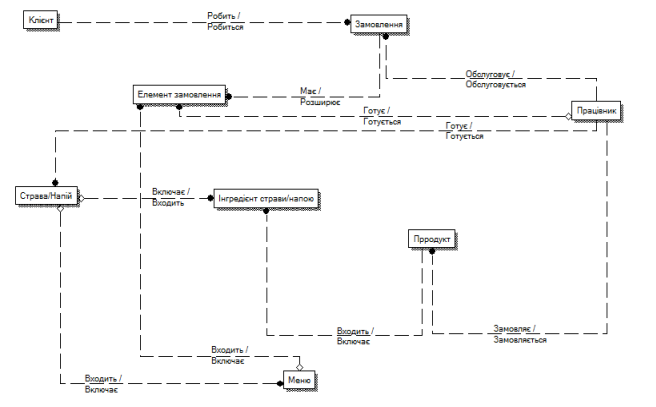 Клієнт
Робить /
Робиться
Замовлення
Обслуговує /
Обслуговується
Елемент замовлення
Має /
Розширює
Працівник
Готує /
Готується
Готує /
Готується
Страва/Напій
Включає /
Входить
Інгредієнт страви/напою
Прродукт
Входить /
Включає
Замовляє /
Замовляється
Входить /
Включає
Входить /
Включає
Меню